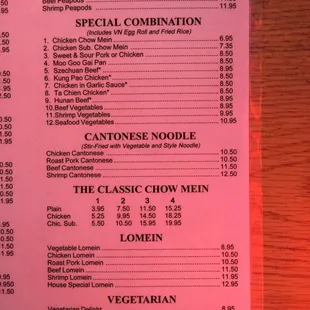 Beef Peapods
Shrimp Peapods 11.95
SPECIAL COMBINATION
(Includes VN Egg Roll and Fried Rice)
1. Chicken Chow Mein 6.95
2. Chicken Sub. Chow Mein 7.35
3. Sweet & Sour Pork or Chicken 8.50
4. Moo Goo Gai Pan 8.50
5. Szechuan Beef* 8.50
6. Kung Pao Chicken* 8.50
7. Chicken in Garlic Sauce* 8.50
8. Ta Chien Chicken* 8.50
9. Hunan Beef* 8.95
10. Beef Vegetables 8.95
11. Shrimp Vegetables 9.95
12. Seafood Vegetables 10.95
CANTONESE NOODLE
(Stir-Fried with Vegetable and Style Noodle)
Chicken Cantonese 10.50
Roast Pork Cantonese 10.50
Beef Cantonese 11.50
Shrimp Cantonese 12.50
THE CLASSIC CHOW MEIN
1 2 3 4
Plain 3.95 7.50 11.50 15.25
Chicken 5.25 9.95 14.50 18.25
Chic. Sub. 5.50 10.50 15.95 19.95
LOMEIN
Vegetable Lomein 8.95
Chicken Lomein 10.50
Roast Pork Lomein 10.50
Beef Lomein 11.50
Shrimp Lomein 11.95
House Special Lomein 12.95
VEGETARIAN
Vegetarian Delight 8.95